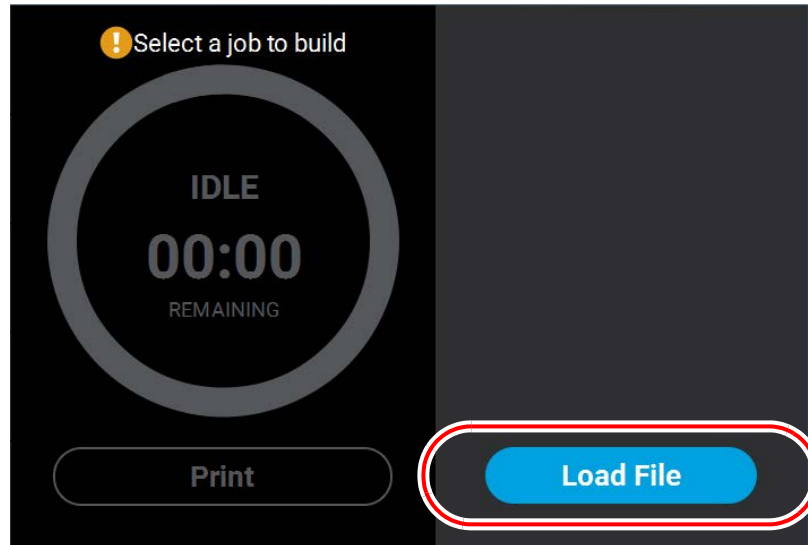 Select a job to build
IDLE
00:00
REMAINING
Print
Load File